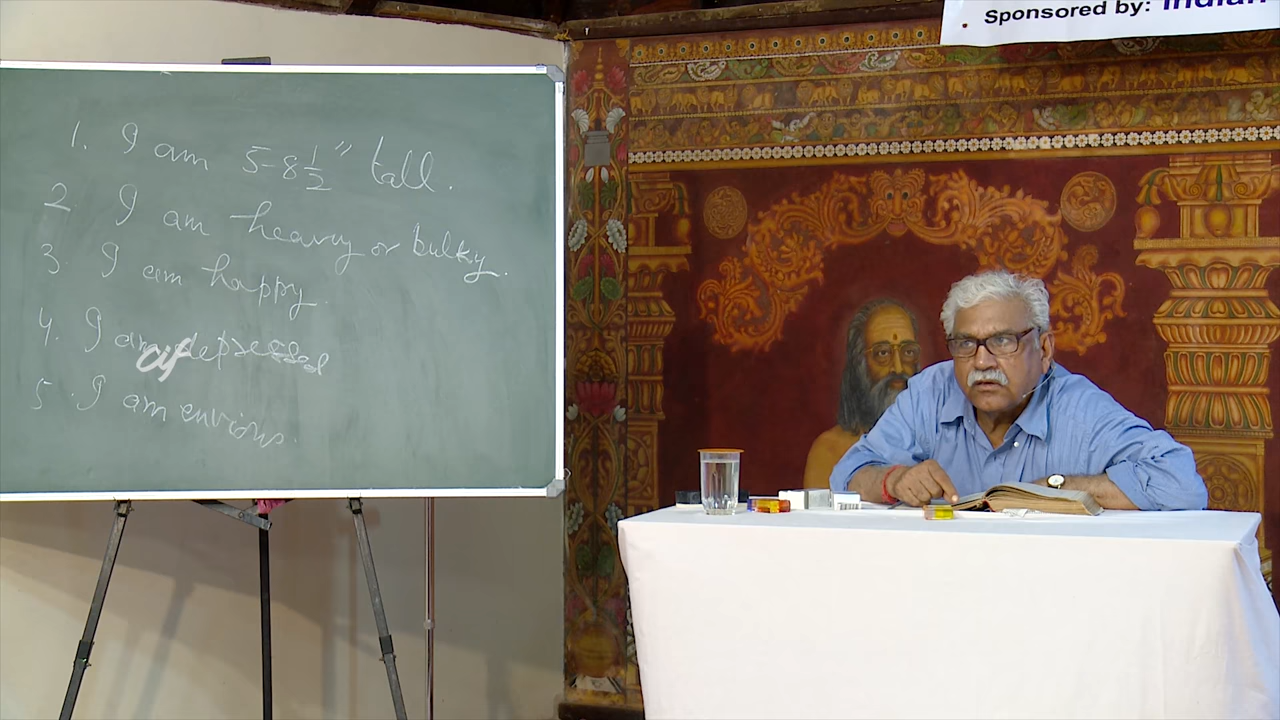 1. I am 5-8 1/2" tall.
2 I am heavy or bulky.
3. I am happy.
4. I am depressed
5. I am envious.
Sponsored by: Indian